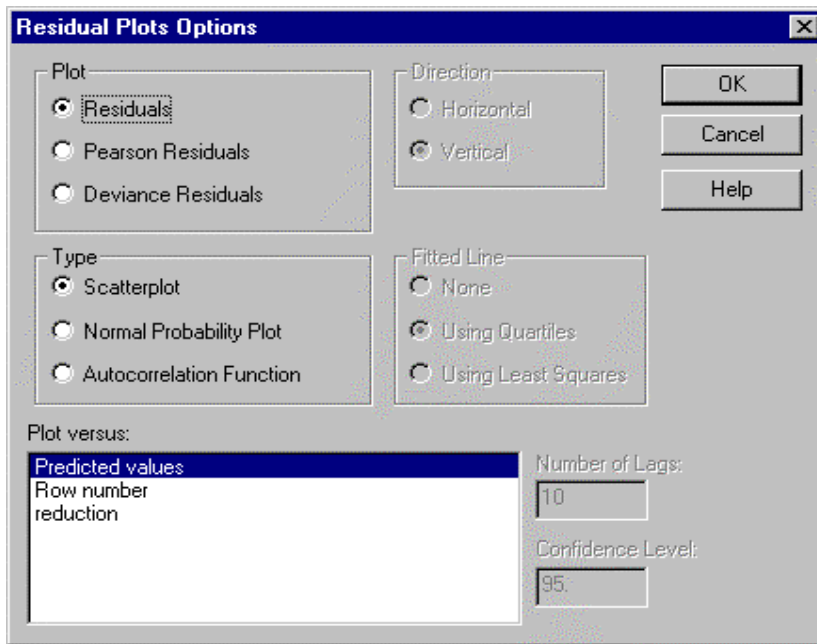 Residual Plots Options
Plot
Residuals
Pearson Residuals
Deviance Residuals
Direction
Horizontal
Vertical
OK
Cancel
Help
Type
Scatterplot
Normal Probability Plot
Autocorrelation Function
Fitted Line
None
Using Quartiles
Using Least Squares
Plot versus:
Predicted values
Row number
reduction
Number of Lags:
10
Confidence Level:
95.